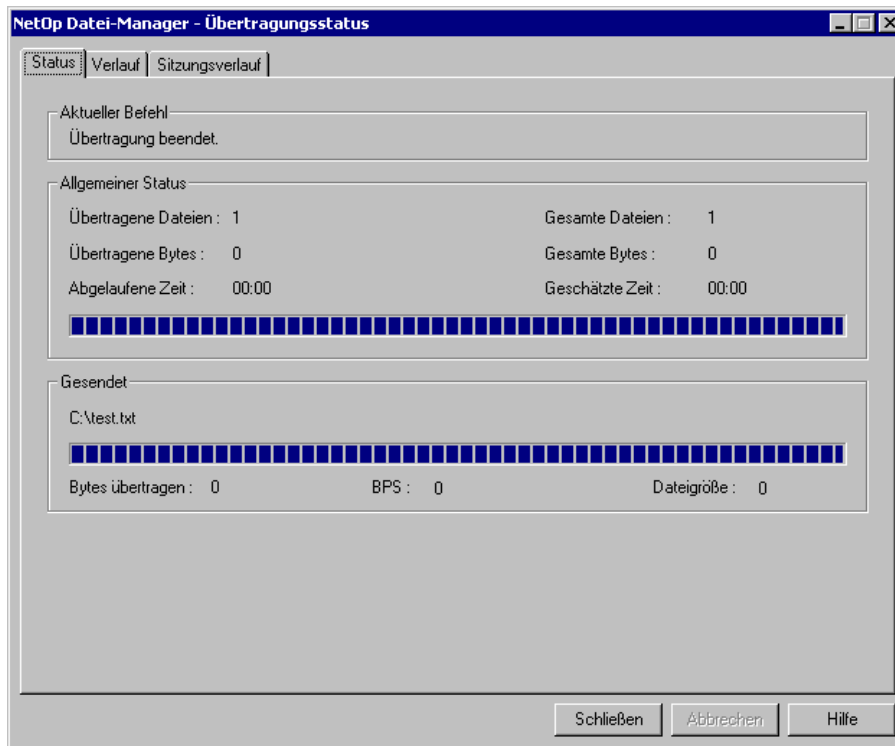 NetOp Datei-Manager - Übertragungsstatus
Status Verlauf Sitzungsverlauf
Aktueller Befehl
Übertragung beendet.
Allgemeiner Status
Übertragene Dateien : 1 Gesamte Dateien : 1
Übertragene Bytes : 0 Gesamte Bytes : 0
Abgelaufene Zeit : 00:00 Geschätzte Zeit : 00:00
Gesendet
C:\test.txt
Bytes übertragen : 0 BPS : 0 Dateigröße : 0
Schließen Abbrechen Hilfe